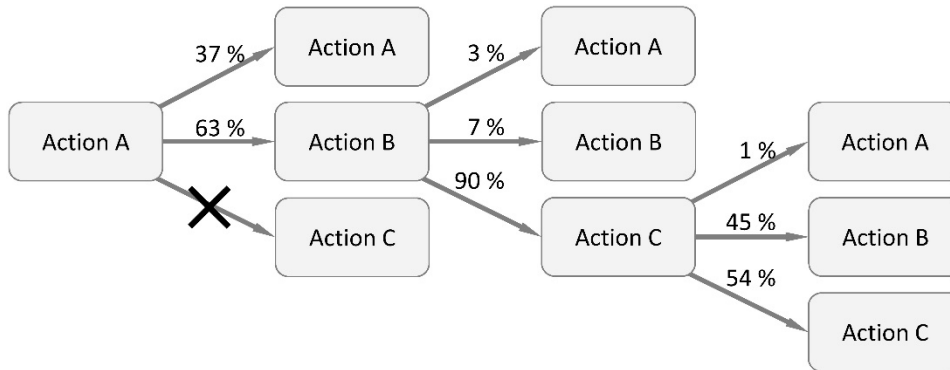 Action A
37 %
63 %
Action A
Action B
Action C
3 %
7 %
90 %
Action A
Action B
Action C
1 %
45 %
54 %
Action A
Action B
Action C